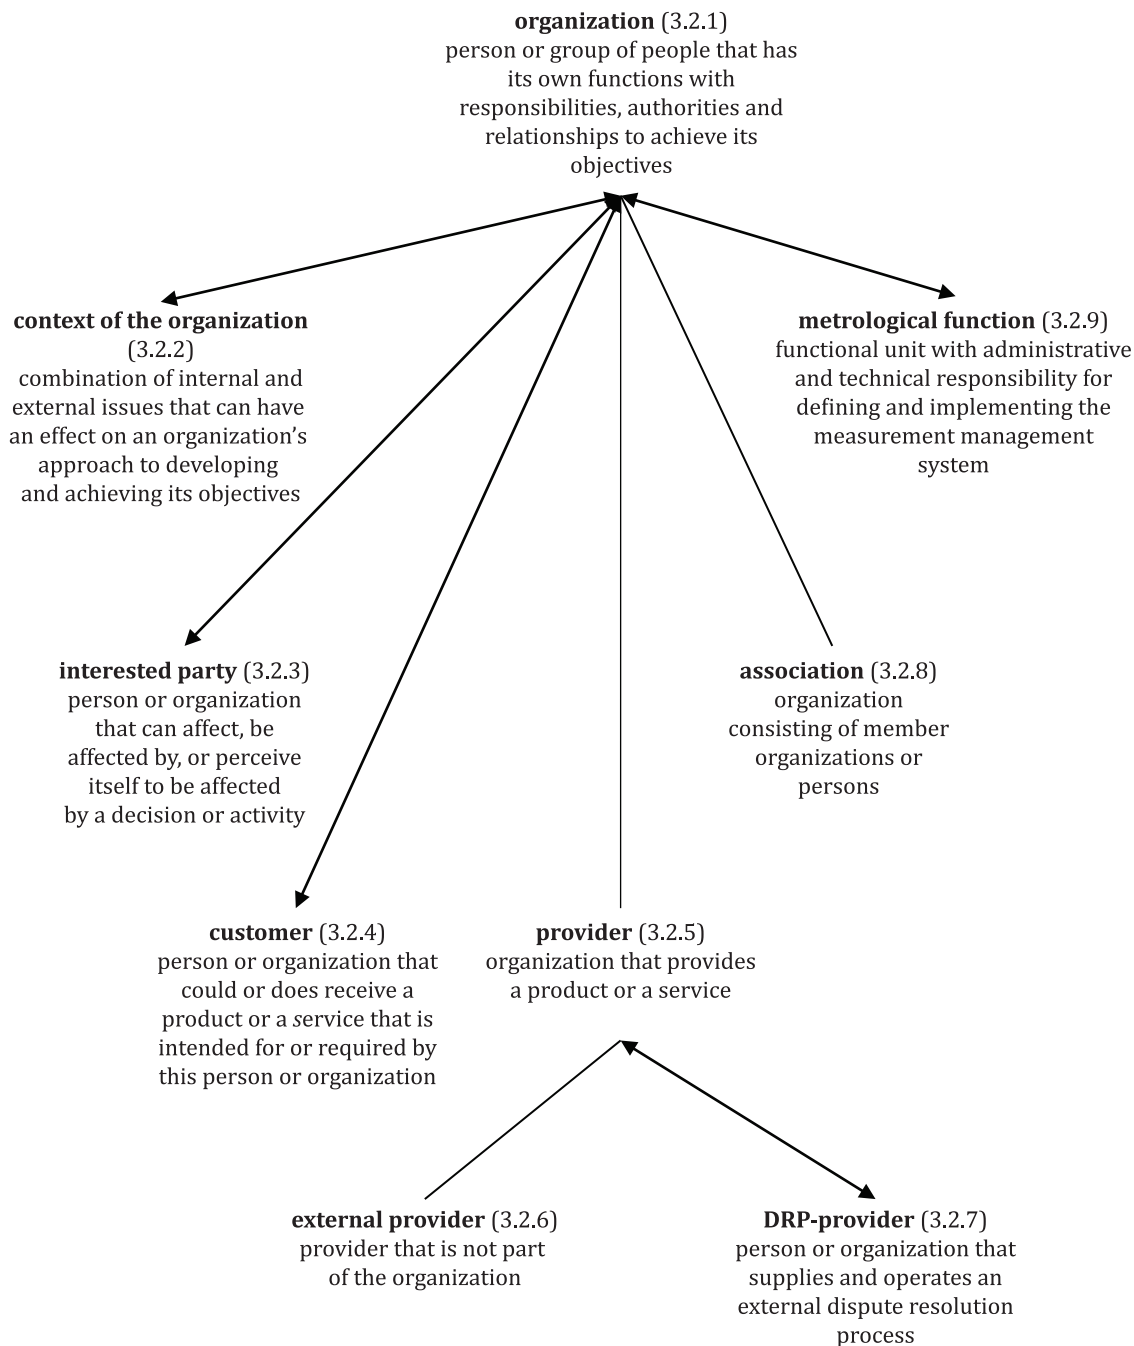 organization (3.2.1)
person or group of people that has
its own functions with
responsibilities, authorities and
relationships to achieve its
objectives
context of the organization
(3.2.2)
combination of internal and
external issues that can have
an effect on an organization’s
approach to developing
and achieving its objectives
metrological function (3.2.9)
functional unit with administrative
and technical responsibility for
defining and implementing the
measurement management
system
interested party (3.2.3)
person or organization
that can affect, be
affected by, or perceive
itself to be affected
by a decision or activity
association (3.2.8)
organization
consisting of member
organizations or
persons
customer (3.2.4)
person or organization that
could or does receive a
product or a service that is
intended for or required by
this person or organization
provider (3.2.5)
organization that provides
a product or a service
external provider (3.2.6)
provider that is not part
of the organization
DRP-provider (3.2.7)
person or organization that
supplies and operates an
external dispute resolution
process